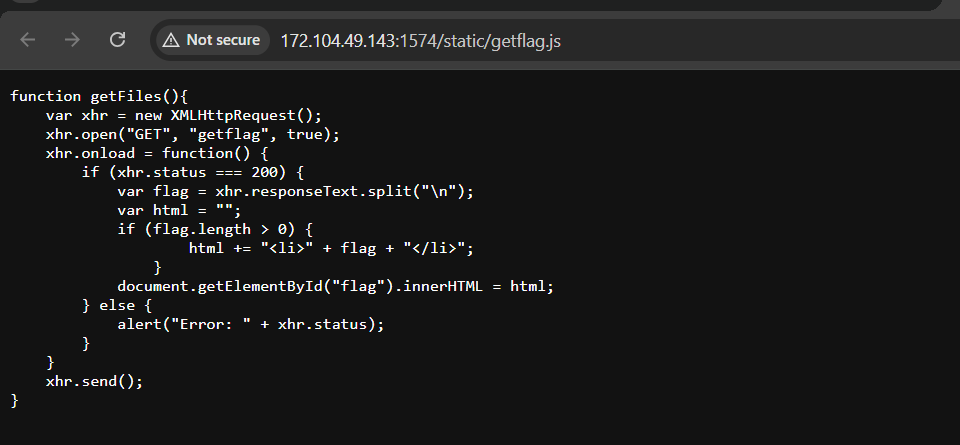 Not secure 172.104.49.143:1574/static/getflag.js
function getFiles(){
    var xhr = new XMLHttpRequest();
    xhr.open("GET", "getflag", true);
    xhr.onload = function() {
        if (xhr.status === 200) {
            var flag = xhr.responseText.split("\n");
            var html = "";
            if (flag.length > 0) {
                    html += "<li>" + flag + "</li>";
                }
            document.getElementById("flag").innerHTML = html;
        } else {
            alert("Error: " + xhr.status);
        }
    }
    xhr.send();
}